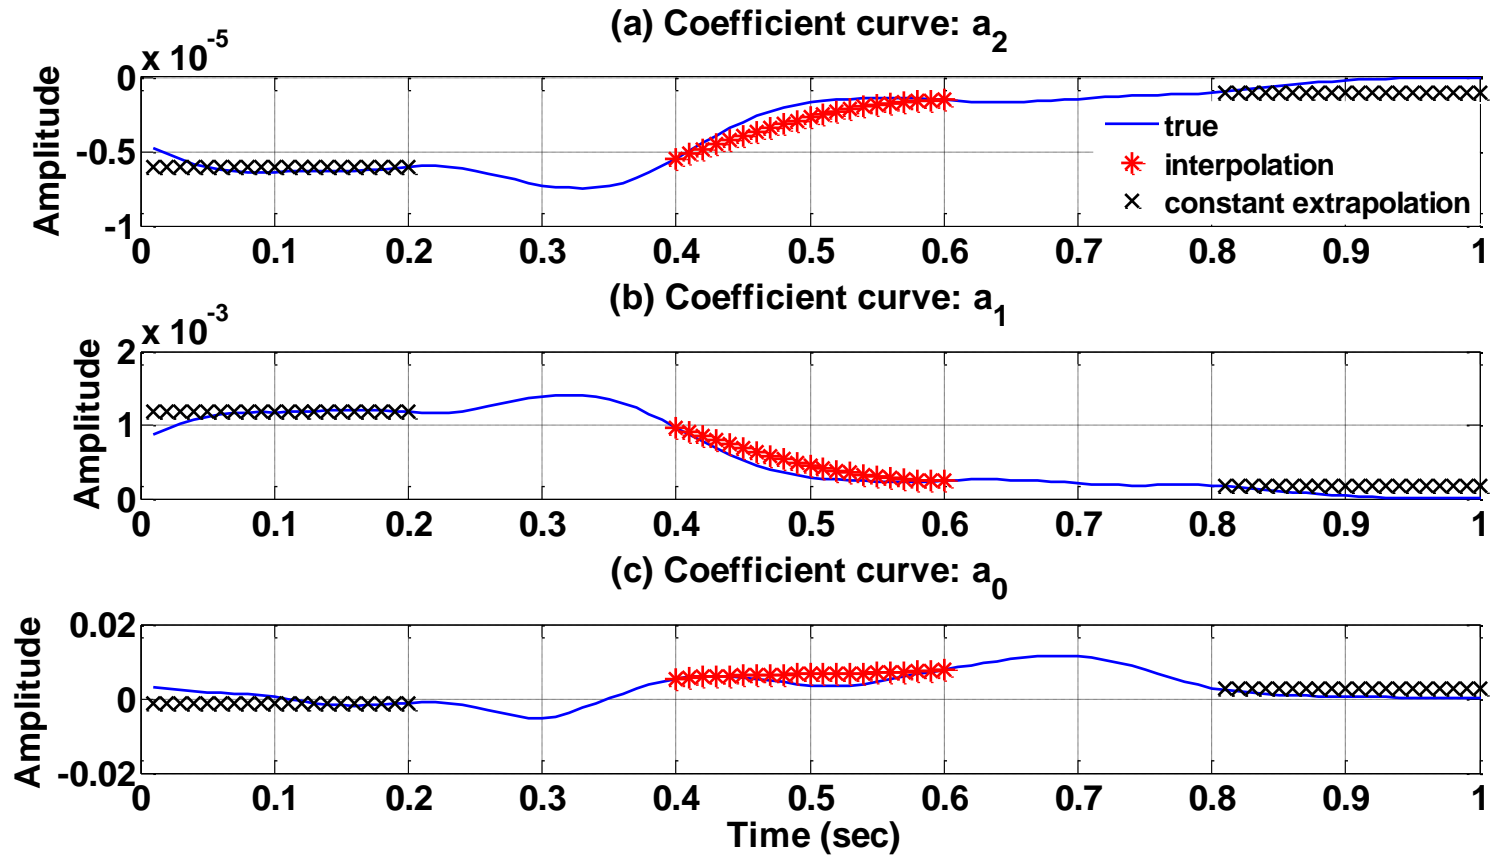 (a) Coefficient curve: a2
x 10-5
Amplitude
0
-0.5
-1
true
interpolation
constant extrapolation
0 0.1 0.2 0.3 0.4 0.5 0.6 0.7 0.8 0.9 1
(b) Coefficient curve: a1
x 10-3
Amplitude
2
1
0
0 0.1 0.2 0.3 0.4 0.5 0.6 0.7 0.8 0.9 1
(c) Coefficient curve: a0
Amplitude
0.02
0
-0.02
0 0.1 0.2 0.3 0.4 0.5 0.6 0.7 0.8 0.9 1
Time (sec)